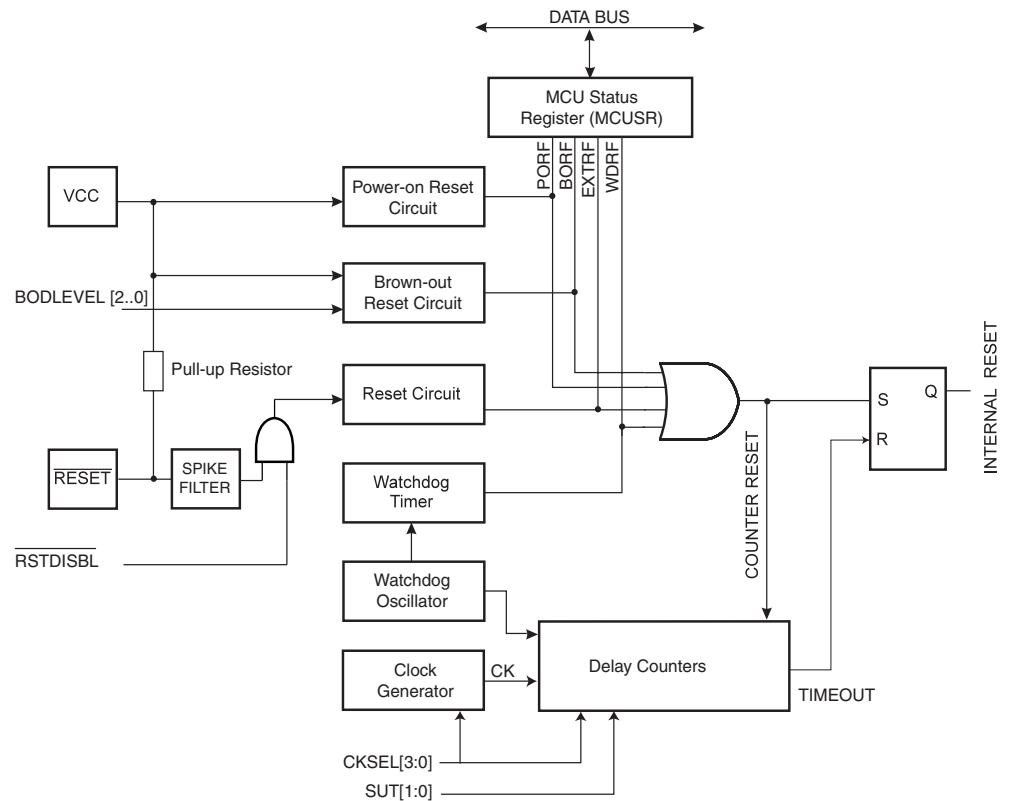 DATA BUS
MCU Status
Register (MCUSR)
PORF
BORF
EXTRF
WDRF
VCC
Power-on Reset
Circuit
BODLEVEL [2..0]
Brown-out
Reset Circuit
Pull-up Resistor
Reset Circuit
RESET
SPIKE
FILTER
Watchdog
Timer
RSTDISBL
Watchdog
Oscillator
Clock
Generator
CK
Delay Counters
COUNTER RESET
S
R
Q
INTERNAL RESET
TIMEOUT
CKSEL[3:0]
SUT[1:0]